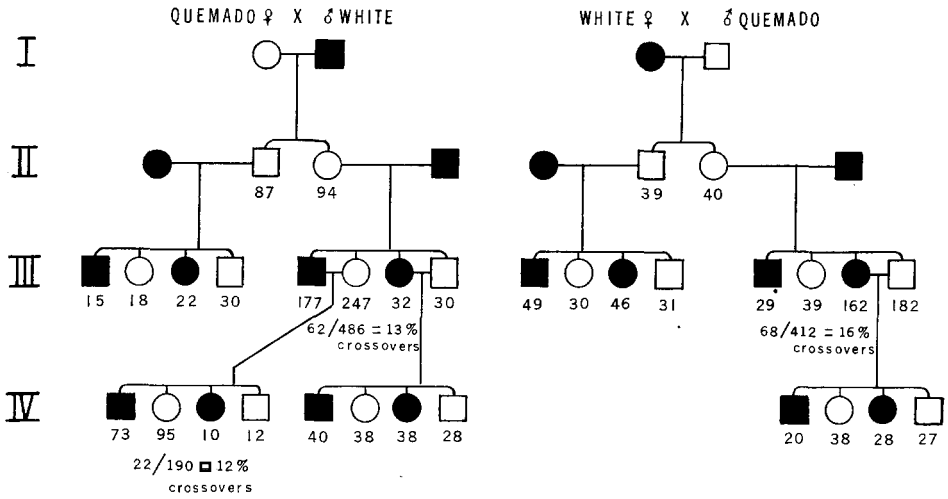 QUEMADO ♀ X ♂ WHITE
WHITE ♀ X ♂ QUEMADO
I
II
87 94
39 40
III
15 18 22 30
177 247 32 30
49 30 46 31
29 39 162 182
62/486 = 13%
crossovers
68/412 = 16%
crossovers
IV
73 95 10 12
40 38 38 28
20 38 28 27
22/190 = 12%
crossovers